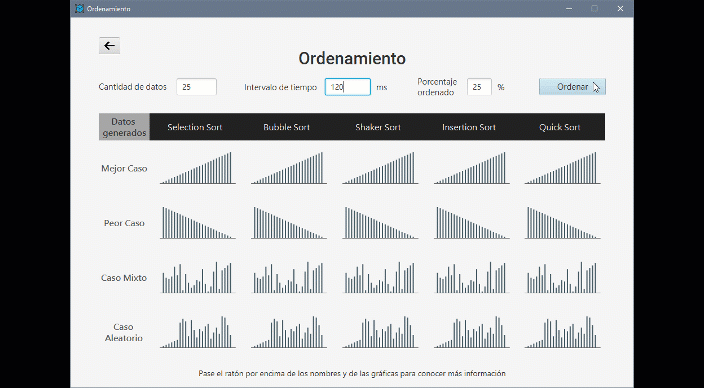 Ordenamiento
Ordenamiento
Cantidad de datos 25 Intervalo de tiempo 120 ms Porcentaje ordenado 25 % Ordenar
Datos generados Selection Sort Bubble Sort Shaker Sort Insertion Sort Quick Sort
Mejor Caso
Peor Caso
Caso Mixto
Caso
Aleatorio
Pase el ratón por encima de los nombres y de las gráficas para conocer más información